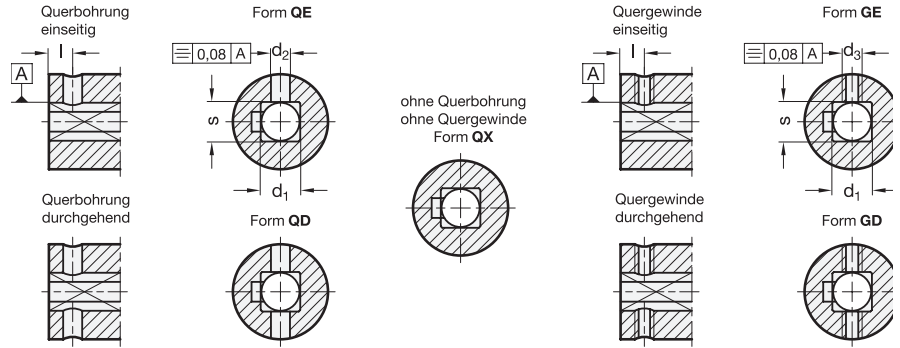 Querbohrung
einseitig
Form QE
l
A
0,08 A
d2
s
d1
Querbohrung
durchgehend
Form QD
ohne Querbohrung
ohne Quergewinde
Form QX
Quergewinde
einseitig
Form GE
l
A
0,08 A
d3
s
d1
Quergewinde
durchgehend
Form GD